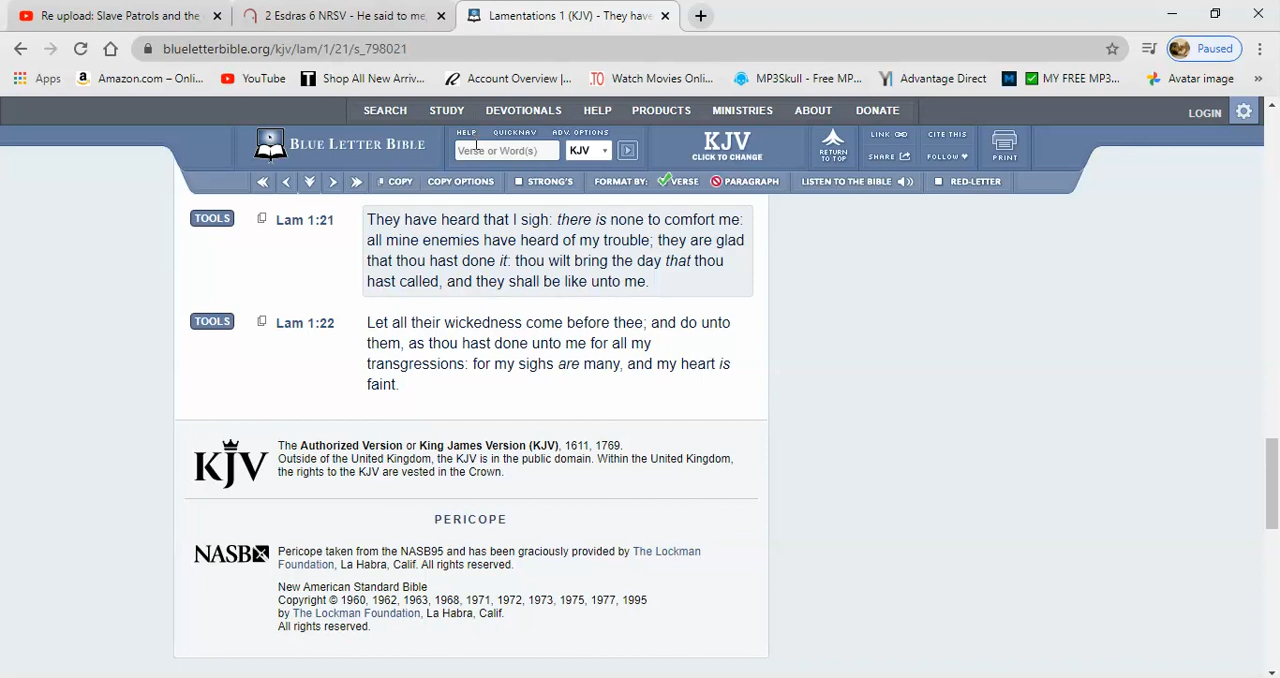 Re upload: Slave Patrols and the
2 Esdras 6 NRSV - He said to me,
Lamentations 1 (KJV) - They have
blueletterbible.org/kjv/lam/1/21/s_798021
Paused
Apps
Amazon.com – Onli...
YouTube
Shop All New Arriv...
Account Overview |...
Watch Movies Onlin...
MP3Skull - Free MP...
Advantage Direct
MY FREE MP3...
Avatar image
»
SEARCH STUDY DEVOTIONALS HELP PRODUCTS MINISTRIES ABOUT DONATE
LOGIN
BLUE LETTER BIBLE
HELP QUICKNAV ADV. OPTIONS
Verse or Word(s) KJV
KJV
CLICK TO CHANGE
RETURN
TO TOP
LINK CITE THIS
SHARE FOLLOW
PRINT
COPY COPY OPTIONS STRONG'S FORMAT BY: VERSE PARAGRAPH LISTEN TO THE BIBLE RED-LETTER
TOOLS Lam 1:21 They have heard that I sigh: there is none to comfort me:
all mine enemies have heard of my trouble; they are glad
that thou hast done it: thou wilt bring the day that thou
hast called, and they shall be like unto me.
TOOLS Lam 1:22 Let all their wickedness come before thee; and do unto
them, as thou hast done unto me for all my
transgressions: for my sighs are many, and my heart is
faint.
KJV
The Authorized Version or King James Version (KJV), 1611, 1769.
Outside of the United Kingdom, the KJV is in the public domain. Within the United Kingdom,
the rights to the KJV are vested in the Crown.
PERICOPE
NASB
Pericope taken from the NASB95 and has been graciously provided by The Lockman
Foundation, La Habra, Calif. All rights reserved.
New American Standard Bible
Copyright © 1960, 1962, 1963, 1968, 1971, 1972, 1973, 1975, 1977, 1995
by The Lockman Foundation, La Habra, Calif.
All rights reserved.